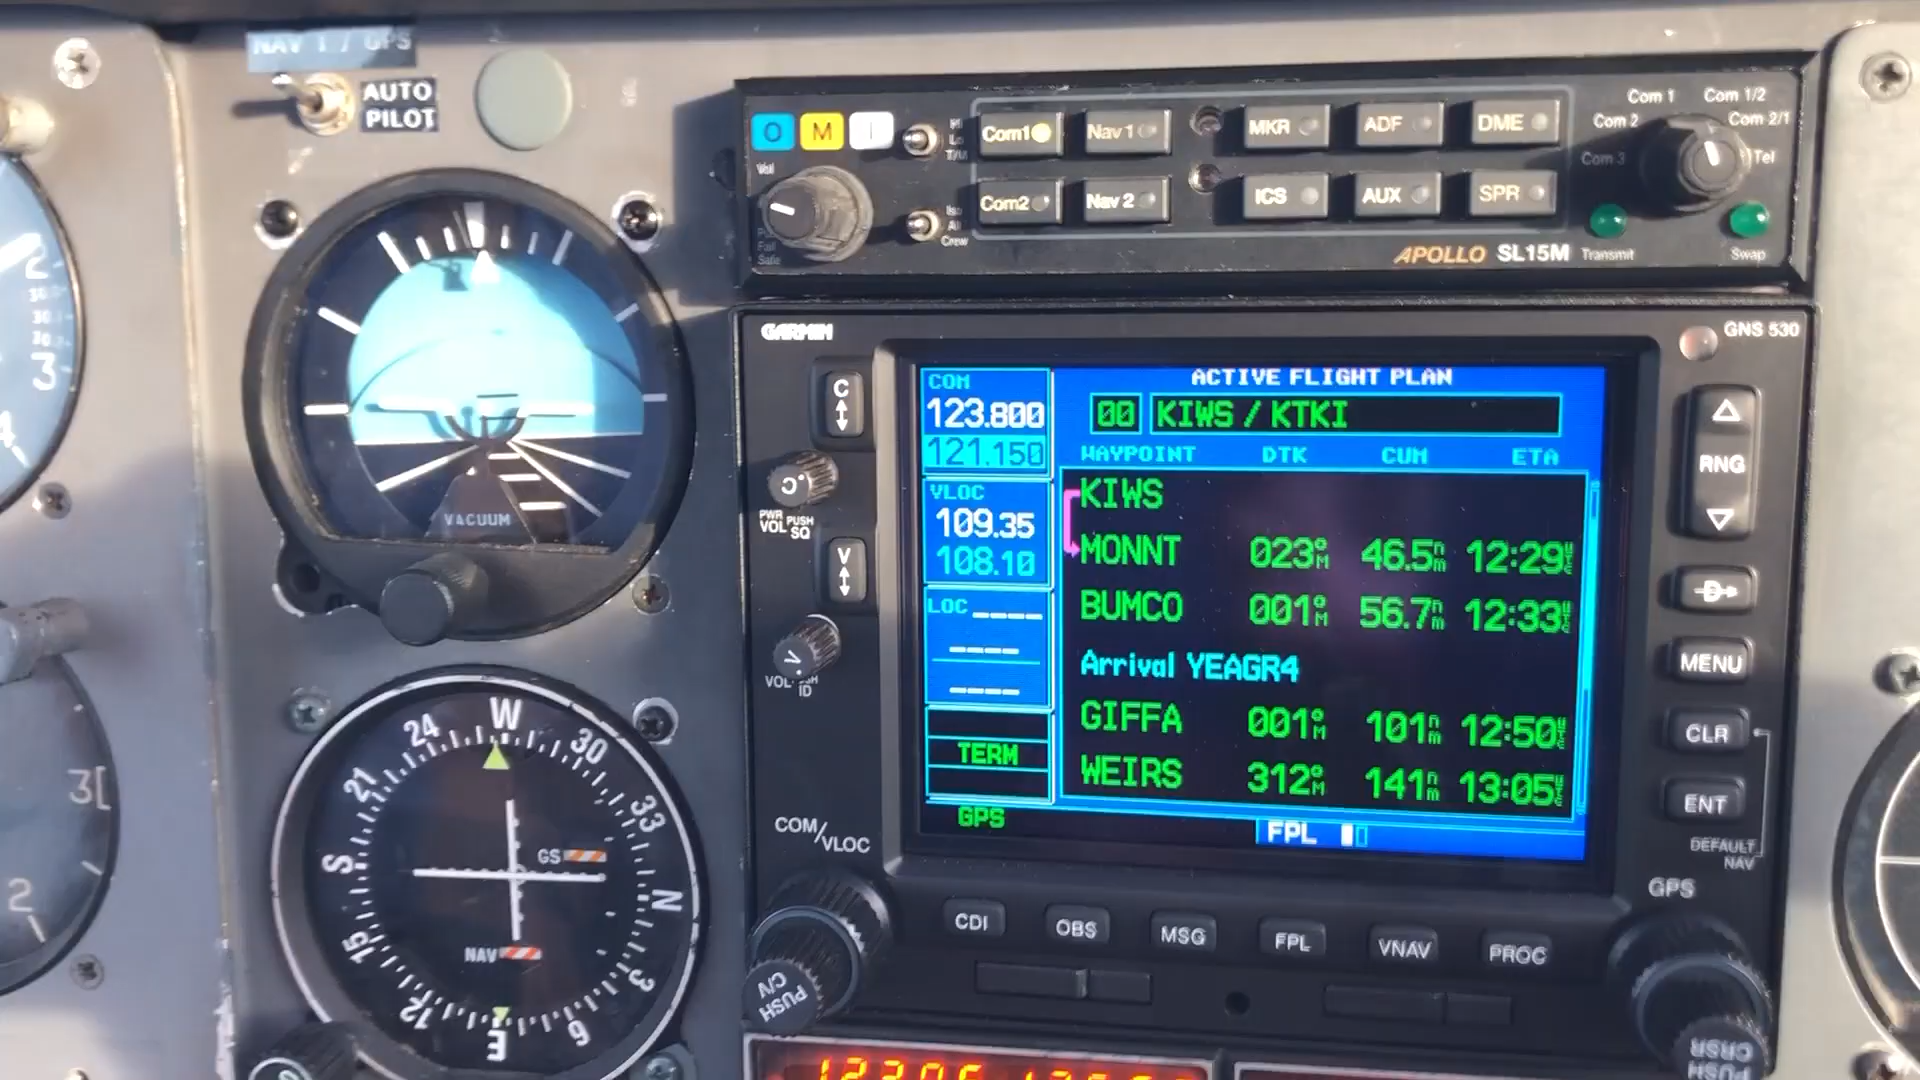 NAV 1 / GPS
AUTO
PILOT
O M I
Com1 Nav 1 MKR ADF DME
Com2 Nav 2 ICS AUX SPR
Vol
Fail
Safe
Crew
Com 1 Com 1/2
Com 2 Com 2/1
Com 3 Tel
APOLLO SL15M Transmit Swap
GARMIN
GNS 530
C
COM
123.800
121.150
VLOC
109.35
108.10
LOC
TERM
GPS
ACTIVE FLIGHT PLAN
00 KIWS / KTKI
WAYPOINT DTK CUM ETA
KIWS
MONNT 023°M 46.5nm 12:29
BUMCO 001°M 56.7nm 12:33
Arrival YEAGR4
GIFFA 001°M 101nm 12:50
WEIRS 312°M 141nm 13:05
FPL
C
PWR
VOL PUSH
SQ
V
V
VOL
ID
COM/VLOC
PUSH
C/V
RNG
D
MENU
CLR
ENT
DEFAULT
NAV
GPS
CDI OBS MSG FPL VNAV PROC
PUSH
CRSR
VACUUM
W 30 33 N 3 6 E 12 15 S 21 24
GS
NAV
2
3
4
3
2